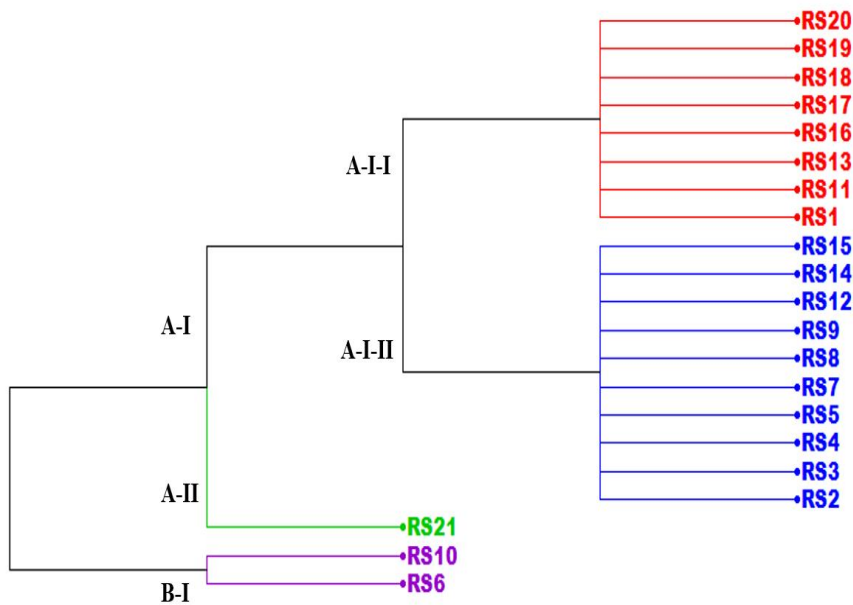 RS20
RS19
RS18
RS17
RS16
A-I-I
RS13
RS11
RS1
RS15
RS14
RS12
A-I
RS9
A-I-II
RS8
RS7
RS5
RS4
RS3
A-II
RS2
RS21
RS10
RS6
B-I